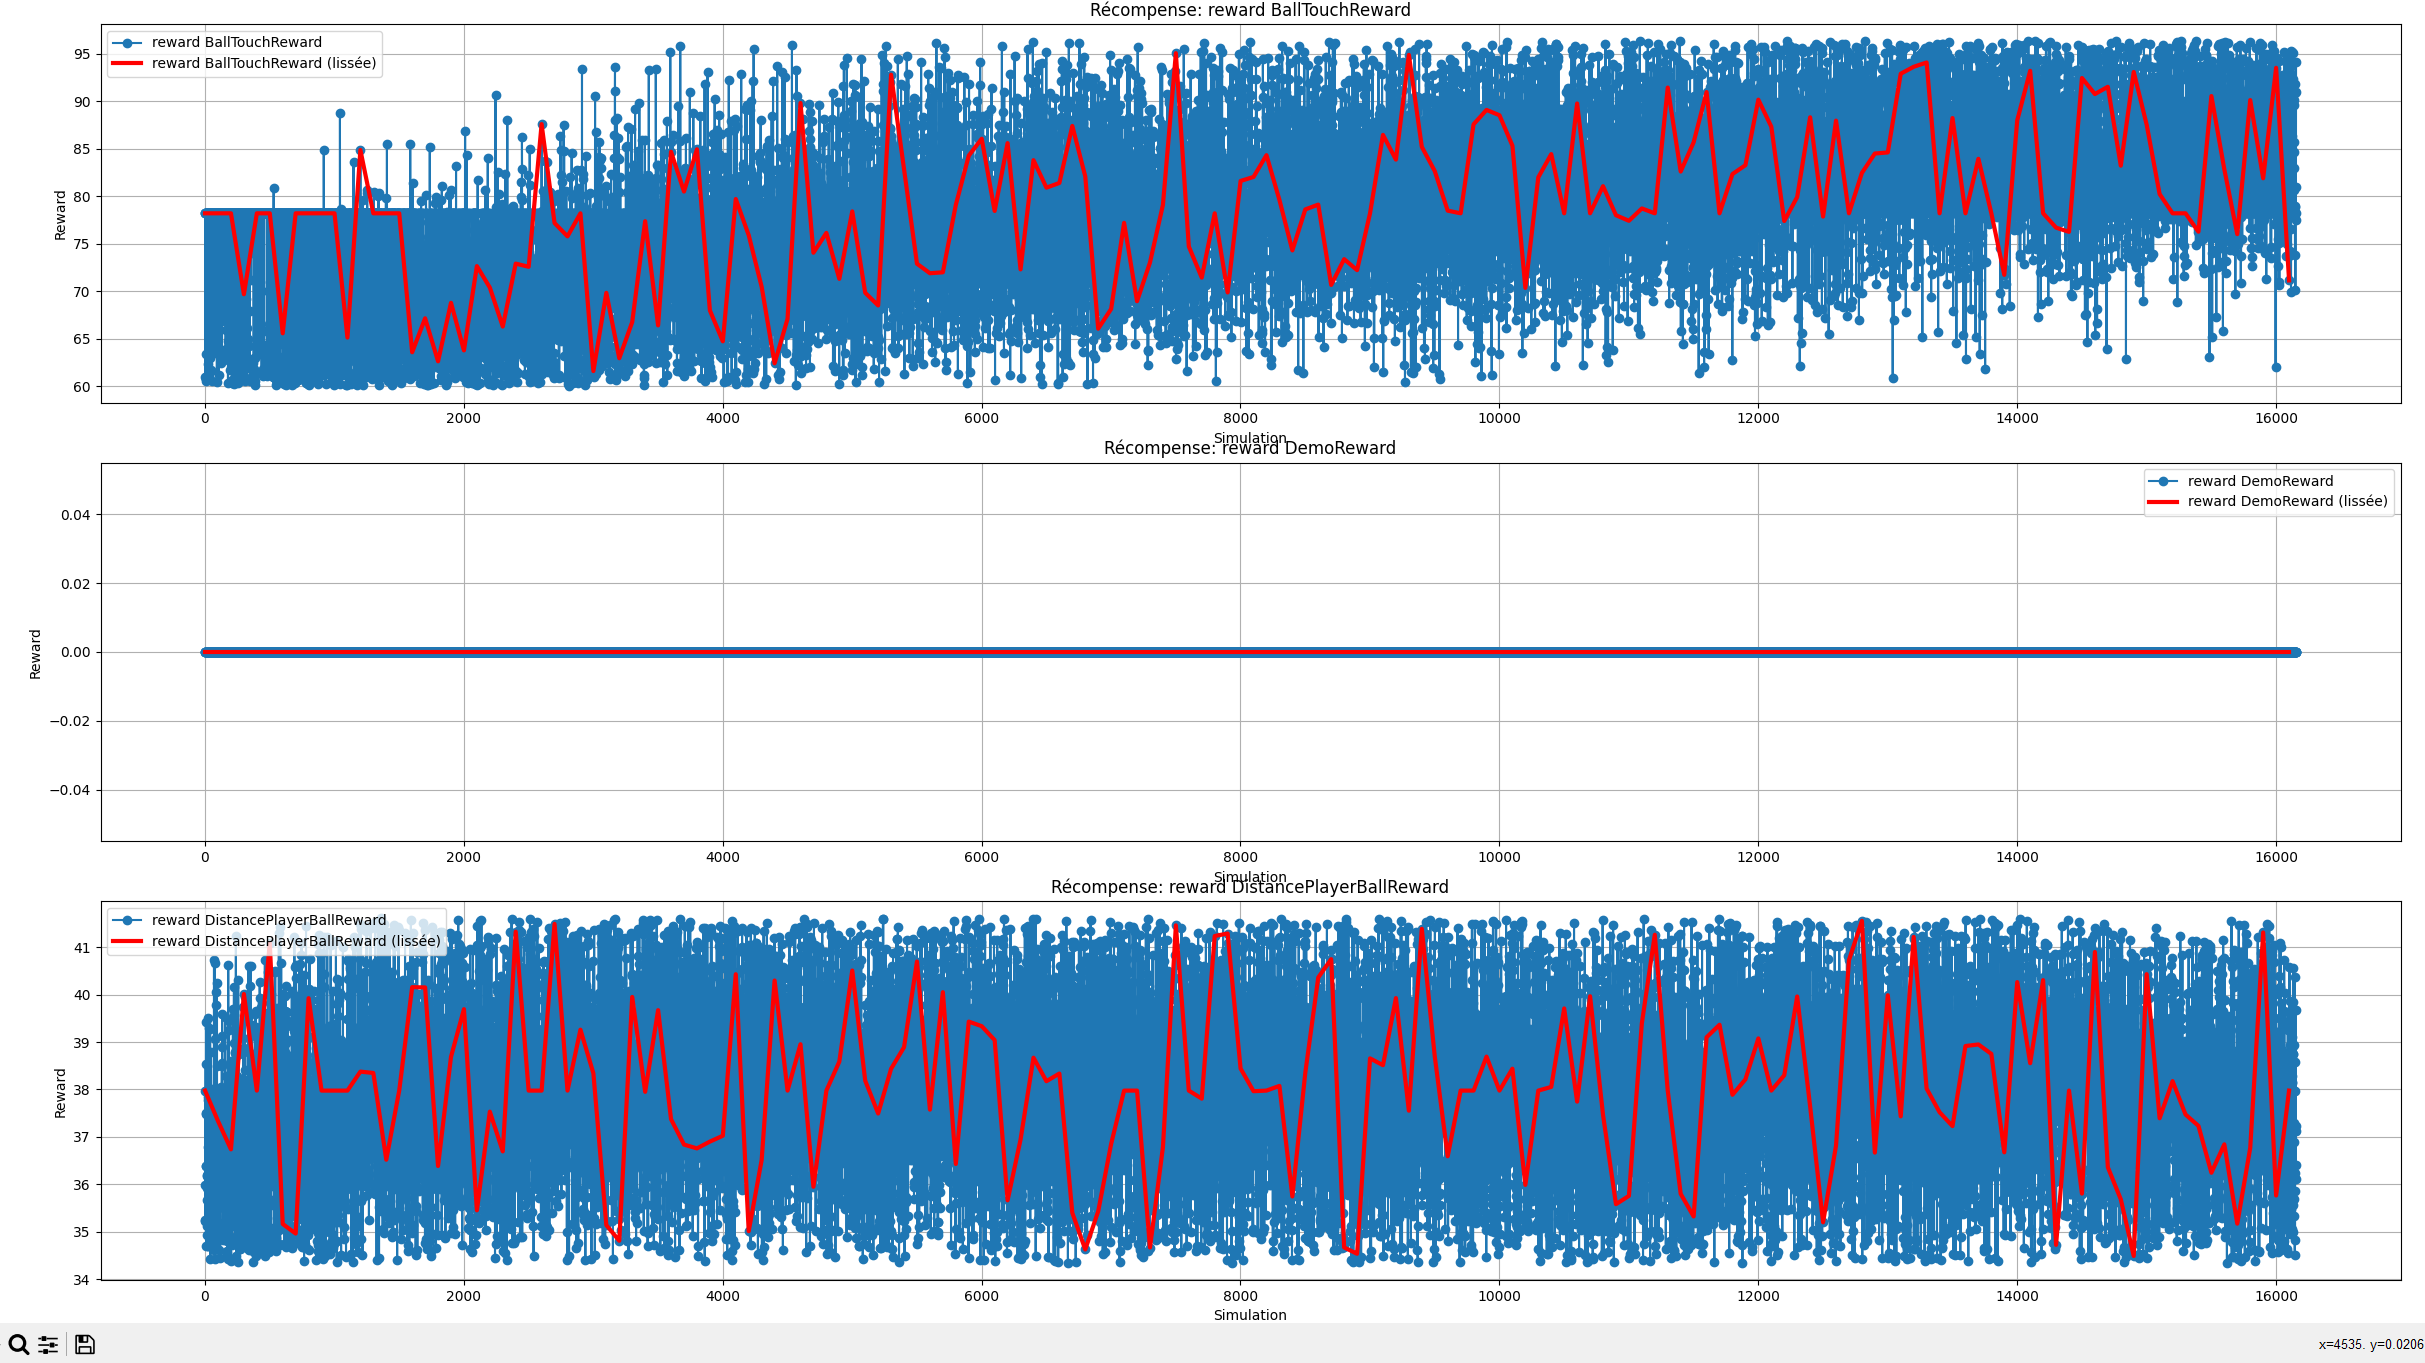 Récompense: reward BallTouchReward
reward BallTouchReward
reward BallTouchReward (lissée)
Reward
95
90
85
80
75
70
65
60
0 2000 4000 6000 8000 10000 12000 14000 16000
Simulation
Récompense: reward DemoReward
reward DemoReward
reward DemoReward (lissée)
Reward
0.04
0.02
0.00
−0.02
−0.04
0 2000 4000 6000 8000 10000 12000 14000 16000
Simulation
Récompense: reward DistancePlayerBallReward
reward DistancePlayerBallReward
reward DistancePlayerBallReward (lissée)
Reward
41
40
39
38
37
36
35
34
0 2000 4000 6000 8000 10000 12000 14000 16000
Simulation
x=4535. y=0.0206